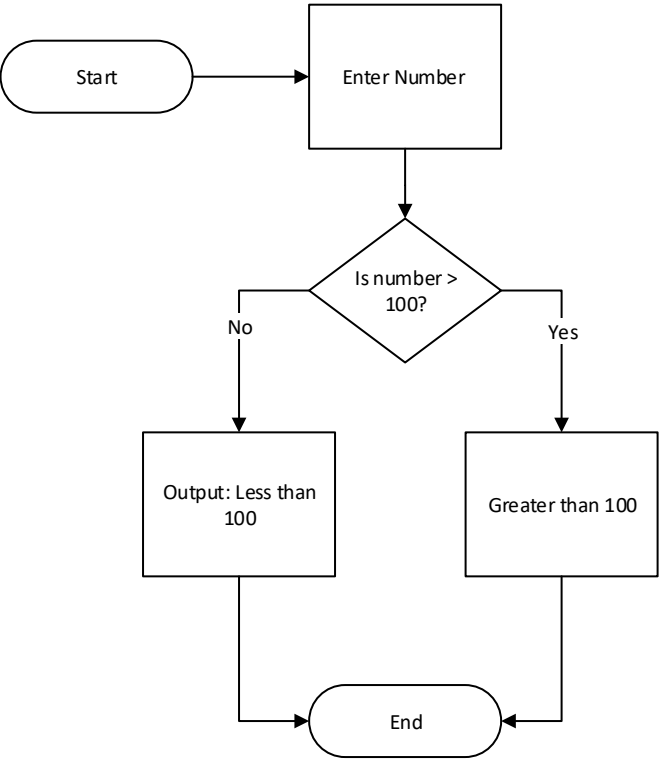 Start
Enter Number
Is number >
100?
No
Yes
Output: Less than
100
Greater than 100
End